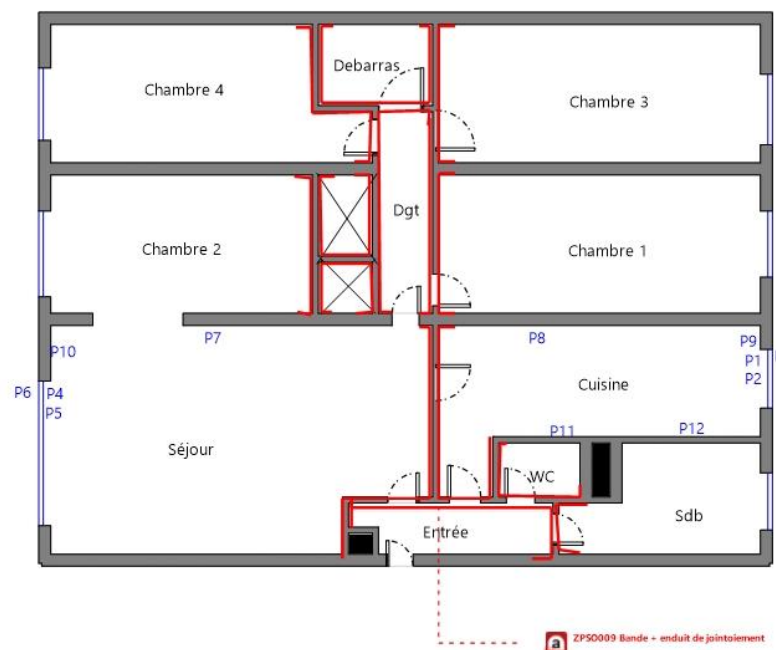 Debarras
Chambre 4
Chambre 3
Dgt
Chambre 2
Chambre 1
P7
P8
P9
P10
P1
P6
P4
P2
Cuisine
P5
P11
P12
Séjour
WC
Sdb
Entrée
a
ZPSO009 Bande + enduit de jointoiement